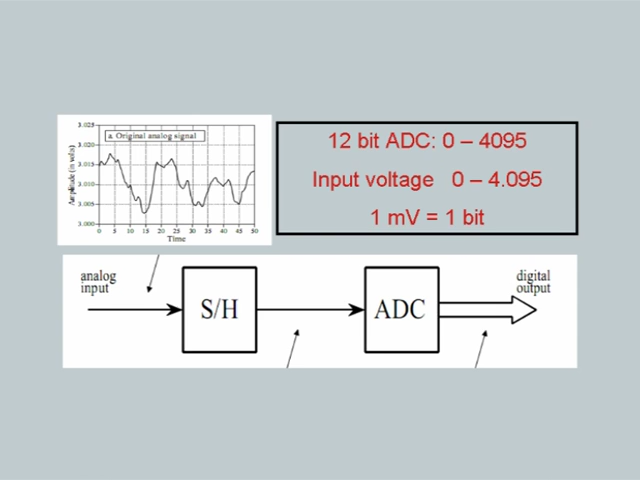 a. Original analog signal
3.025
3.020
3.015
3.010
3.005
3.000
Amplitude (in volts)
0 5 10 15 20 25 30 35 40 45 50
Time
12 bit ADC: 0 – 4095
Input voltage 0 – 4.095
1 mV = 1 bit
analog
input
S/H
ADC
digital
output